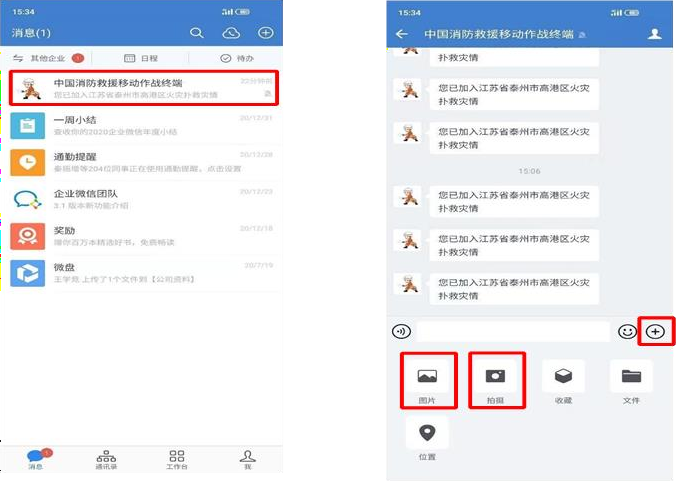 15:34
消息(1)
其他企业 1
日程
待办
中国消防救援移动作战终端
22分钟前
您已加入江苏省泰州市高港区火灾扑救灾情
一周小结
20/12/31
查收你的2020企业微信年度小结
通勤提醒
20/12/28
秦振增等204位同事正在使用通勤提醒，点击设置
企业微信团队
20/12/25
3.1 版本新功能介绍
奖励
20/12/18
赠你百万本精选好书，免费畅读
微盘
20/7/19
王学亮 上传了1个文件到【公司资料】
消息
1
通讯录
工作台
我
15:34
中国消防救援移动作战终端
扑救灾情
您已加入江苏省泰州市高港区火灾
扑救灾情
您已加入江苏省泰州市高港区火灾
扑救灾情
15:06
您已加入江苏省泰州市高港区火灾
扑救灾情
您已加入江苏省泰州市高港区火灾
扑救灾情
您已加入江苏省泰州市高港区火灾
扑救灾情
图片
拍摄
收藏
文件
位置